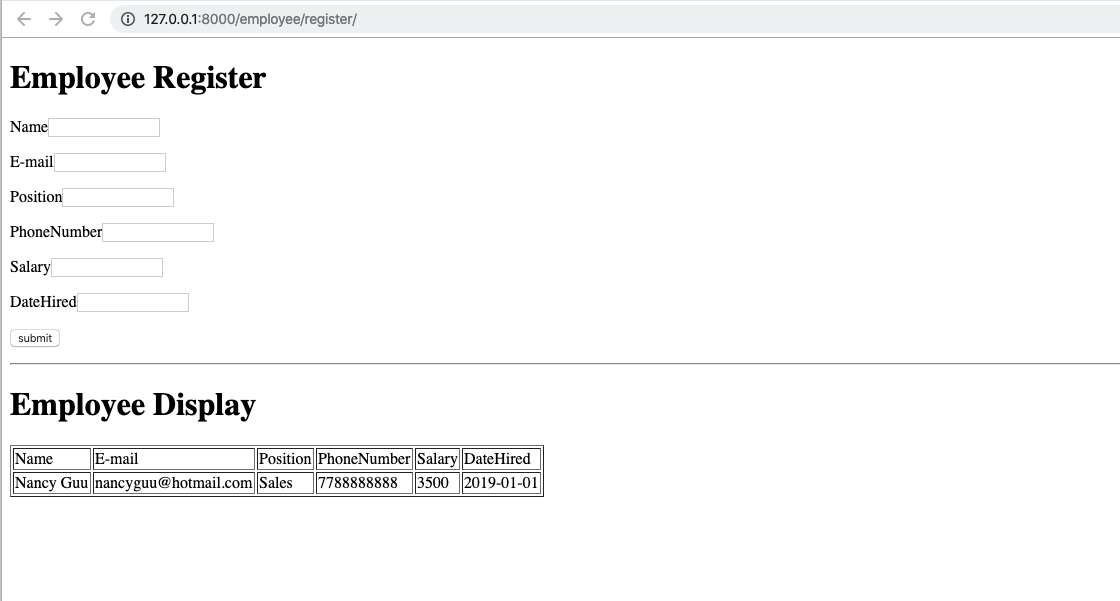 127.0.0.1:8000/employee/register/
Employee Register
Name
E-mail
Position
PhoneNumber
Salary
DateHired
submit
Employee Display
Name E-mail Position PhoneNumber Salary DateHired
Nancy Guu nancyguu@hotmail.com Sales 7788888888 3500 2019-01-01